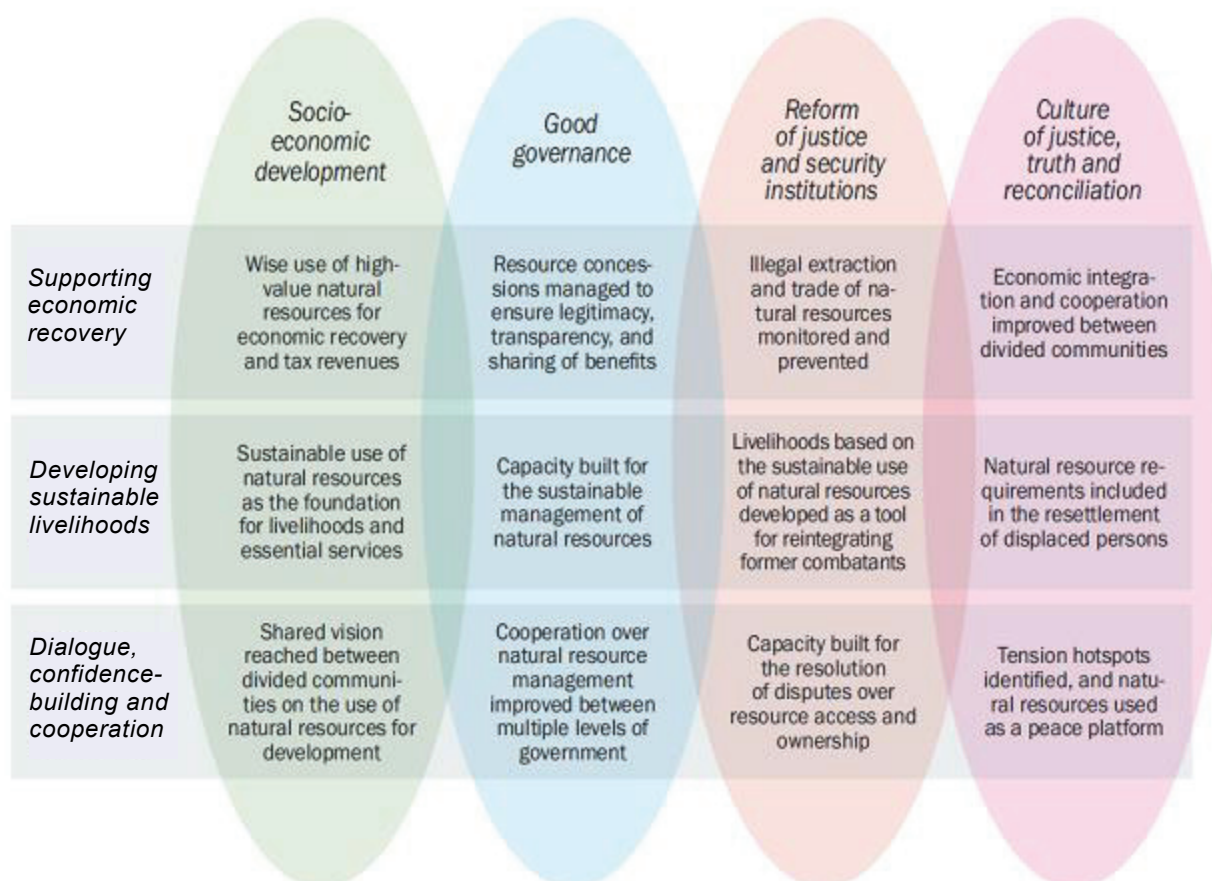 Socio-
economic
development
Good
governance
Reform
of justice
and security
institutions
Culture
of justice,
truth and
reconciliation
Supporting
economic
recovery
Wise use of high-
value natural
resources for
economic recovery
and tax revenues
Resource conces-
sions managed to
ensure legitimacy,
transparency, and
sharing of benefits
Illegal extraction
and trade of na-
tural resources
monitored and
prevented
Economic integra-
tion and cooperation
improved between
divided communities
Developing
sustainable
livelihoods
Sustainable use of
natural resources
as the foundation
for livelihoods and
essential services
Capacity built for
the sustainable
management of
natural resources
Livelihoods based on
the sustainable use
of natural resources
developed as a tool
for reintegrating
former combatants
Natural resource re-
quirements included
in the resettlement
of displaced persons
Dialogue,
confidence-
building and
cooperation
Shared vision
reached between
divided communi-
ties on the use of
natural resources for
development
Cooperation over
natural resource
management
improved between
multiple levels of
government
Capacity built for
the resolution
of disputes over
resource access and
ownership
Tension hotspots
identified, and natu-
ral resources used
as a peace platform